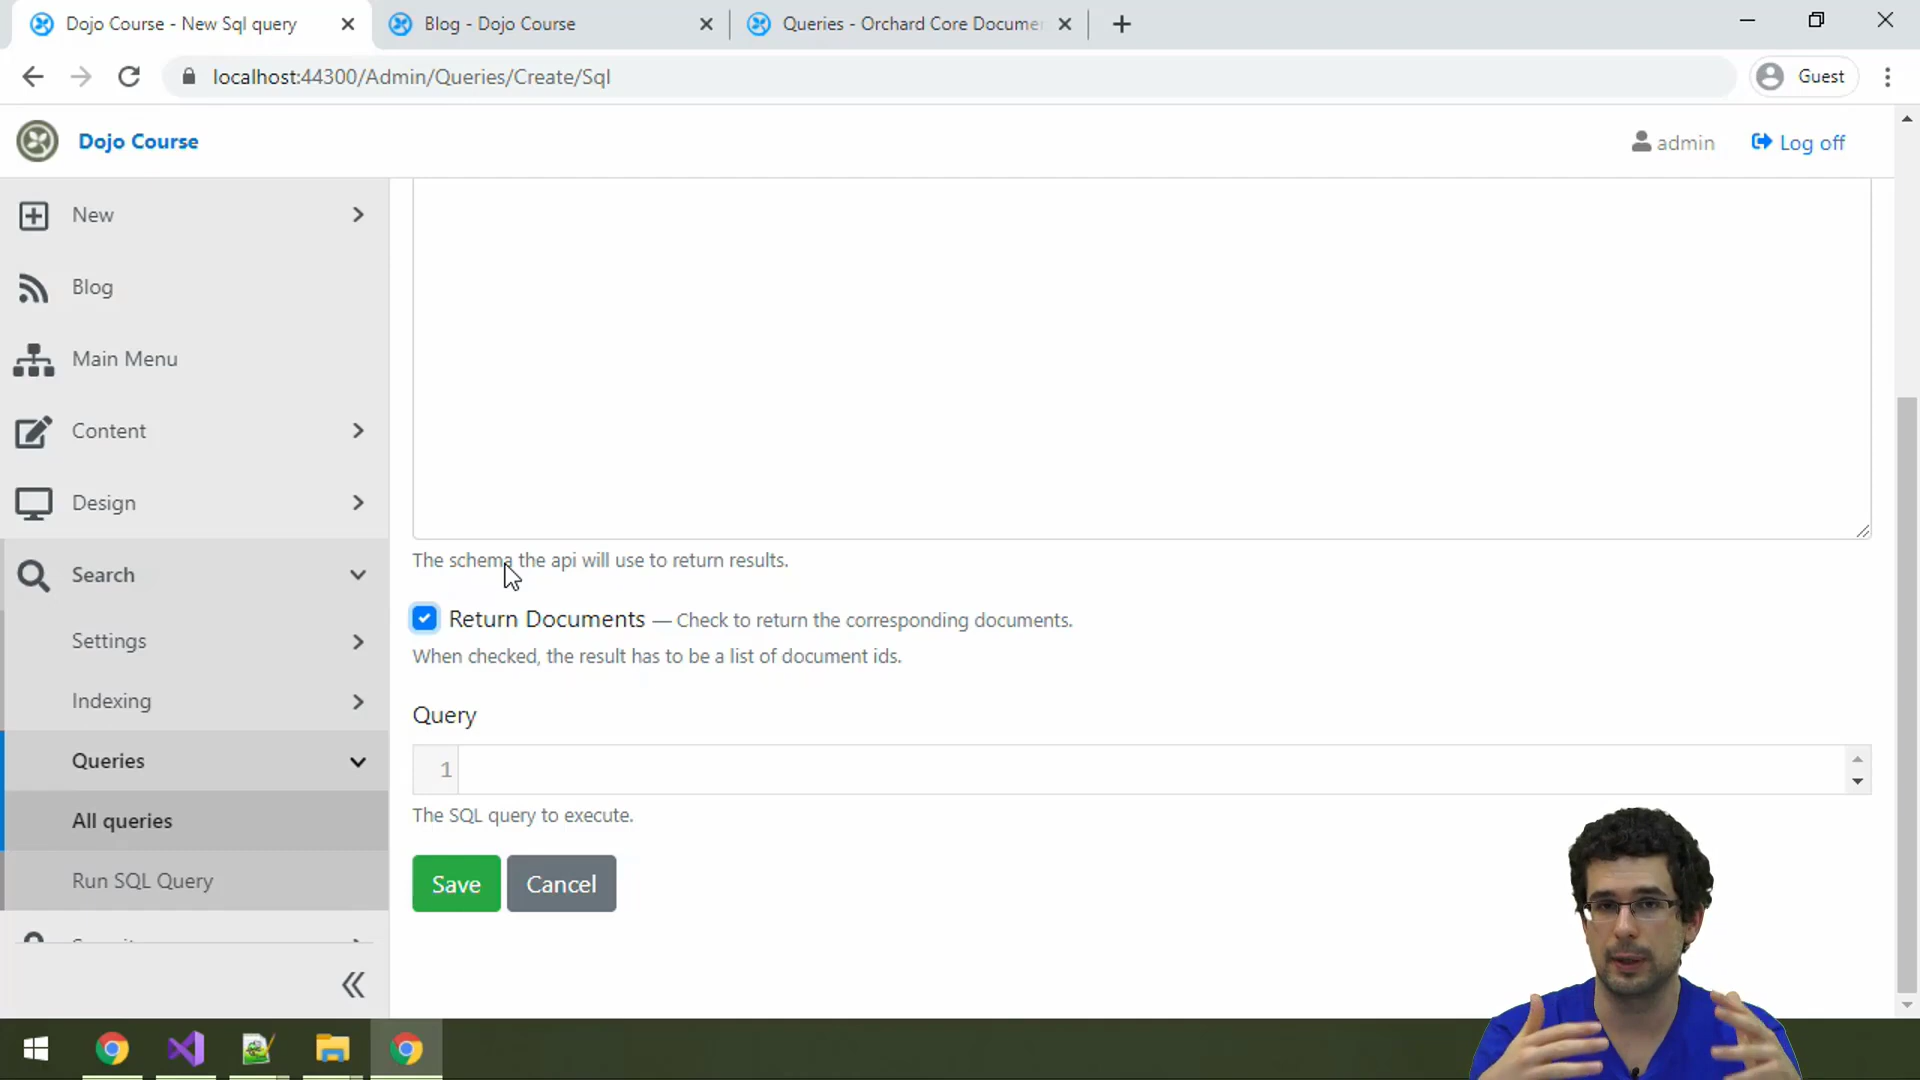 Dojo Course - New Sql query
Blog - Dojo Course
Queries - Orchard Core Docume
localhost:44300/Admin/Queries/Create/Sql
Guest
Dojo Course
admin
Log off
New
Blog
Main Menu
Content
Design
Search
Settings
Indexing
Queries
All queries
Run SQL Query
The schema the api will use to return results.
Return Documents — Check to return the corresponding documents.
When checked, the result has to be a list of document ids.
Query
1
The SQL query to execute.
Save
Cancel